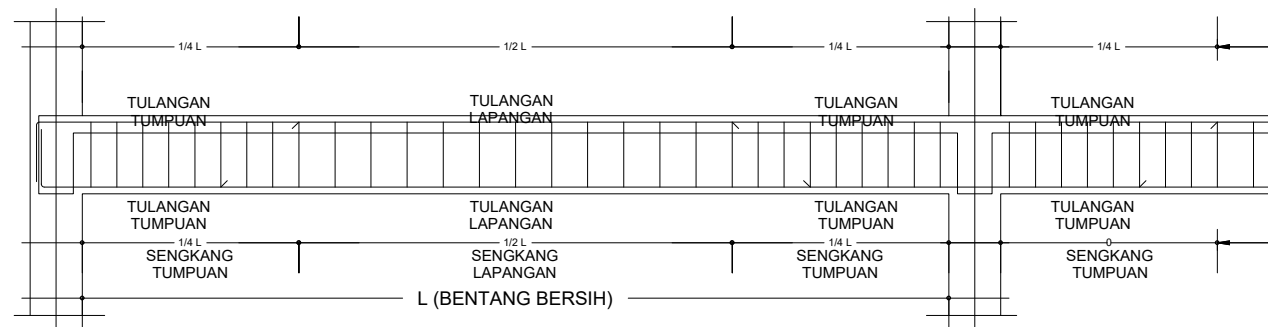 1/4 L
1/2 L
1/4 L
1/4 L
TULANGAN
TUMPUAN
TULANGAN
LAPANGAN
TULANGAN
TUMPUAN
TULANGAN
TUMPUAN
TULANGAN
TUMPUAN
TULANGAN
LAPANGAN
TULANGAN
TUMPUAN
TULANGAN
TUMPUAN
1/4 L
1/2 L
1/4 L
0
SENGKANG
TUMPUAN
SENGKANG
LAPANGAN
SENGKANG
TUMPUAN
SENGKANG
TUMPUAN
L (BENTANG BERSIH)